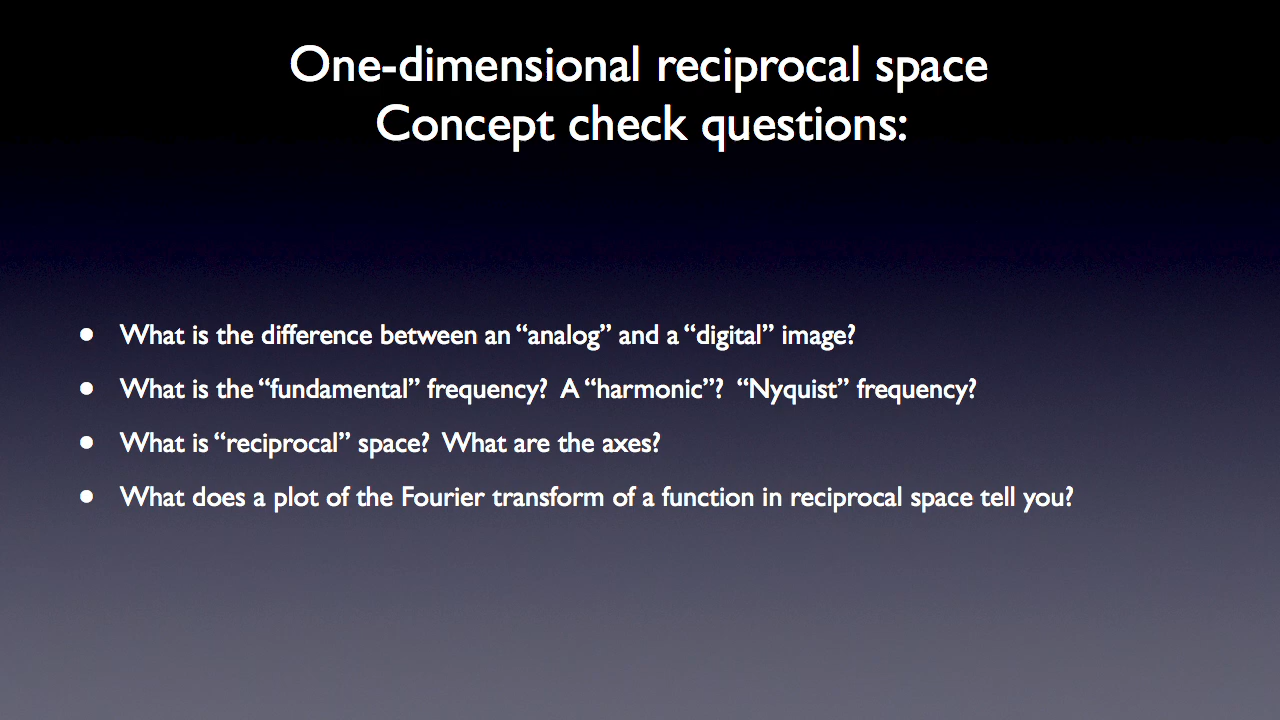 One-dimensional reciprocal space
Concept check questions:
• What is the difference between an “analog” and a “digital” image?
• What is the “fundamental” frequency?  A “harmonic”?  “Nyquist” frequency?
• What is “reciprocal” space?  What are the axes?
• What does a plot of the Fourier transform of a function in reciprocal space tell you?